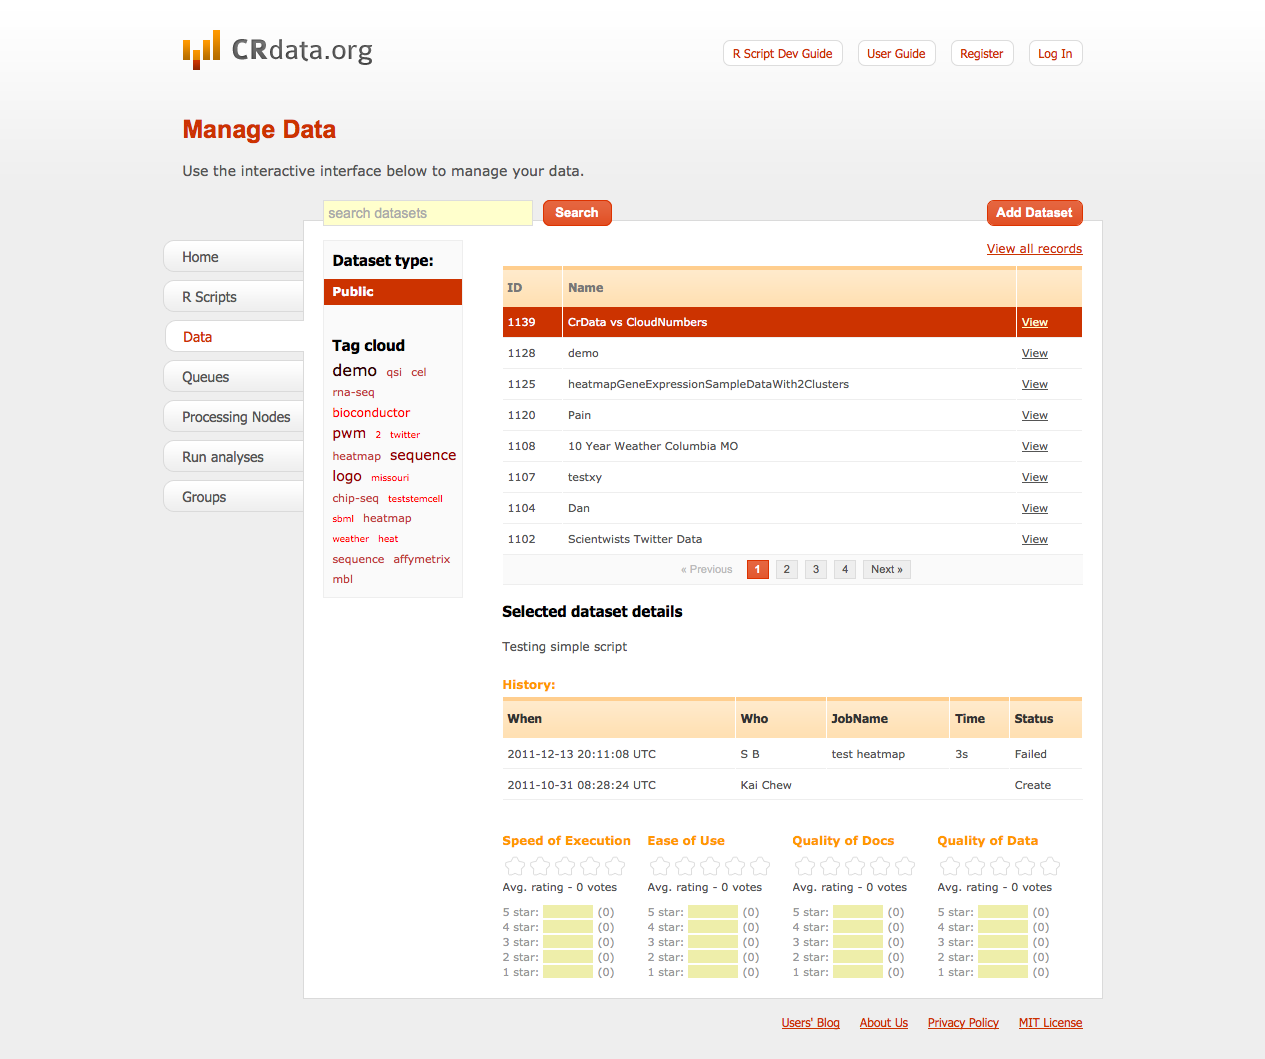 CRdata.org
R Script Dev Guide User Guide Register Log In
Manage Data
Use the interactive interface below to manage your data.
search datasets Search Add Dataset
Home
R Scripts
Data
Queues
Processing Nodes
Run analyses
Groups
Dataset type:
Public
Tag cloud
demo qsi cel
rna-seq
bioconductor
pwm 2 twitter
heatmap sequence
logo missouri
chip-seq teststemcell
sbml heatmap
weather heat
sequence affymetrix
mbl
View all records
ID Name
1139 CrData vs CloudNumbers View
1128 demo View
1125 heatmapGeneExpressionSampleDataWith2Clusters View
1120 Pain View
1108 10 Year Weather Columbia MO View
1107 testxy View
1104 Dan View
1102 Scientwists Twitter Data View
« Previous 1 2 3 4 Next »
Selected dataset details
Testing simple script
History:
When Who JobName Time Status
2011-12-13 20:11:08 UTC S B test heatmap 3s Failed
2011-10-31 08:28:24 UTC Kai Chew Create
Speed of Execution Ease of Use Quality of Docs Quality of Data
Avg. rating - 0 votes Avg. rating - 0 votes Avg. rating - 0 votes Avg. rating - 0 votes
5 star: (0) 5 star: (0) 5 star: (0) 5 star: (0)
4 star: (0) 4 star: (0) 4 star: (0) 4 star: (0)
3 star: (0) 3 star: (0) 3 star: (0) 3 star: (0)
2 star: (0) 2 star: (0) 2 star: (0) 2 star: (0)
1 star: (0) 1 star: (0) 1 star: (0) 1 star: (0)
Users' Blog About Us Privacy Policy MIT License